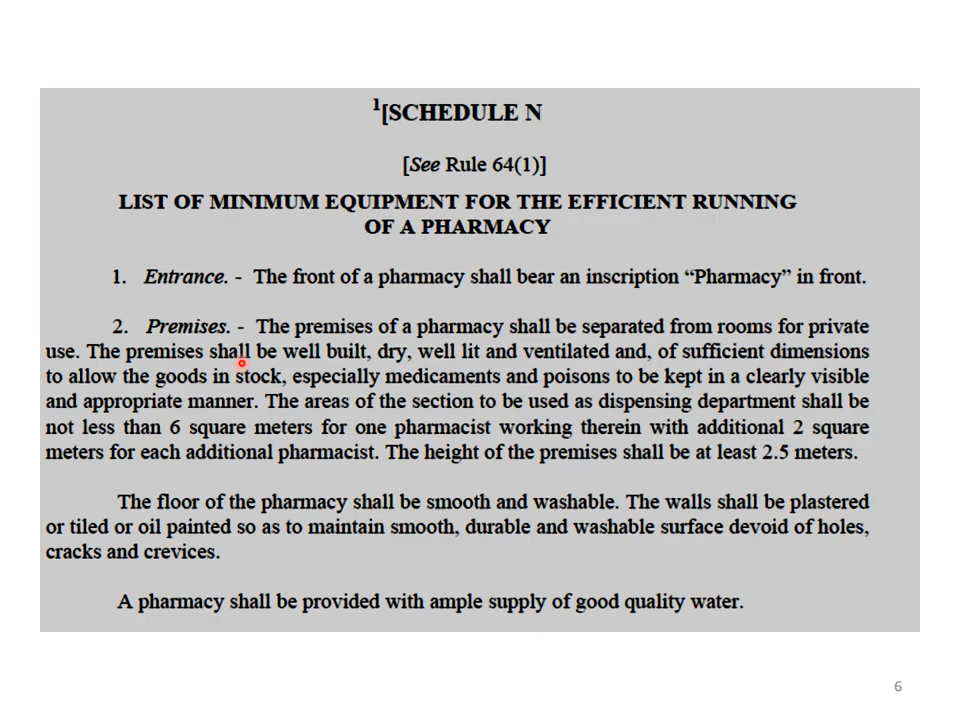 1[SCHEDULE N
[See Rule 64(1)]
LIST OF MINIMUM EQUIPMENT FOR THE EFFICIENT RUNNING
OF A PHARMACY
1. Entrance. - The front of a pharmacy shall bear an inscription “Pharmacy” in front.
2. Premises. - The premises of a pharmacy shall be separated from rooms for private
use. The premises shall be well built, dry, well lit and ventilated and, of sufficient dimensions
to allow the goods in stock, especially medicaments and poisons to be kept in a clearly visible
and appropriate manner. The areas of the section to be used as dispensing department shall be
not less than 6 square meters for one pharmacist working therein with additional 2 square
meters for each additional pharmacist. The height of the premises shall be at least 2.5 meters.
The floor of the pharmacy shall be smooth and washable. The walls shall be plastered
or tiled or oil painted so as to maintain smooth, durable and washable surface devoid of holes,
cracks and crevices.
A pharmacy shall be provided with ample supply of good quality water.
6